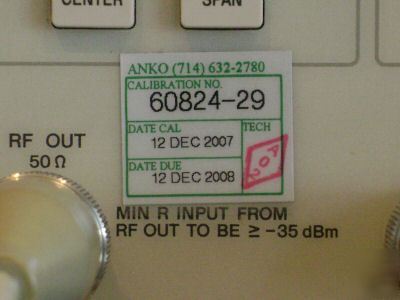 CENTER
SPAN
ANKO (714) 632-2780
CALIBRATION NO.
60824-29
DATE CAL
TECH
12 DEC 2007
DATE DUE
12 DEC 2008
RF OUT
50 Ω
MIN R INPUT FROM
RF OUT TO BE ≥ -35 dBm